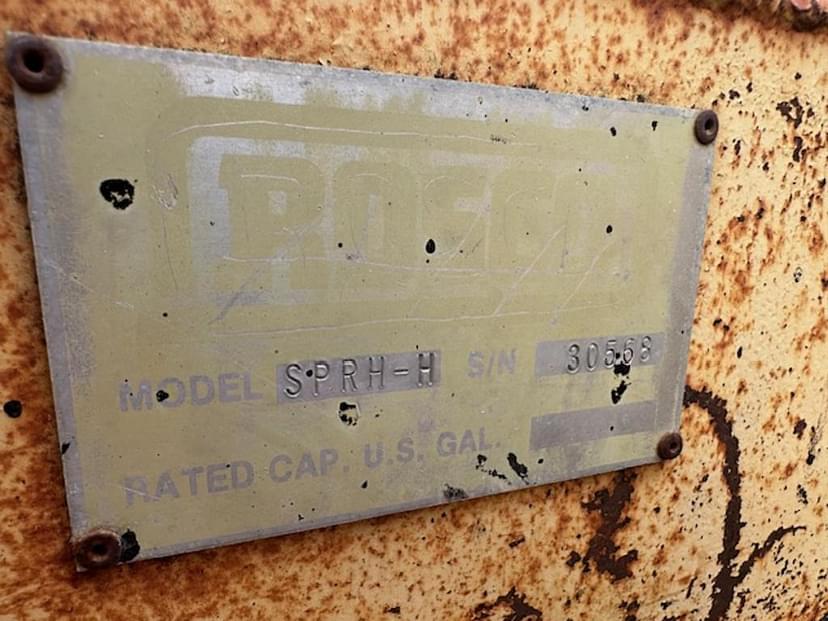 ROSCO
MODEL SPRH-H S/N 30568
RATED CAP. U.S. GAL.